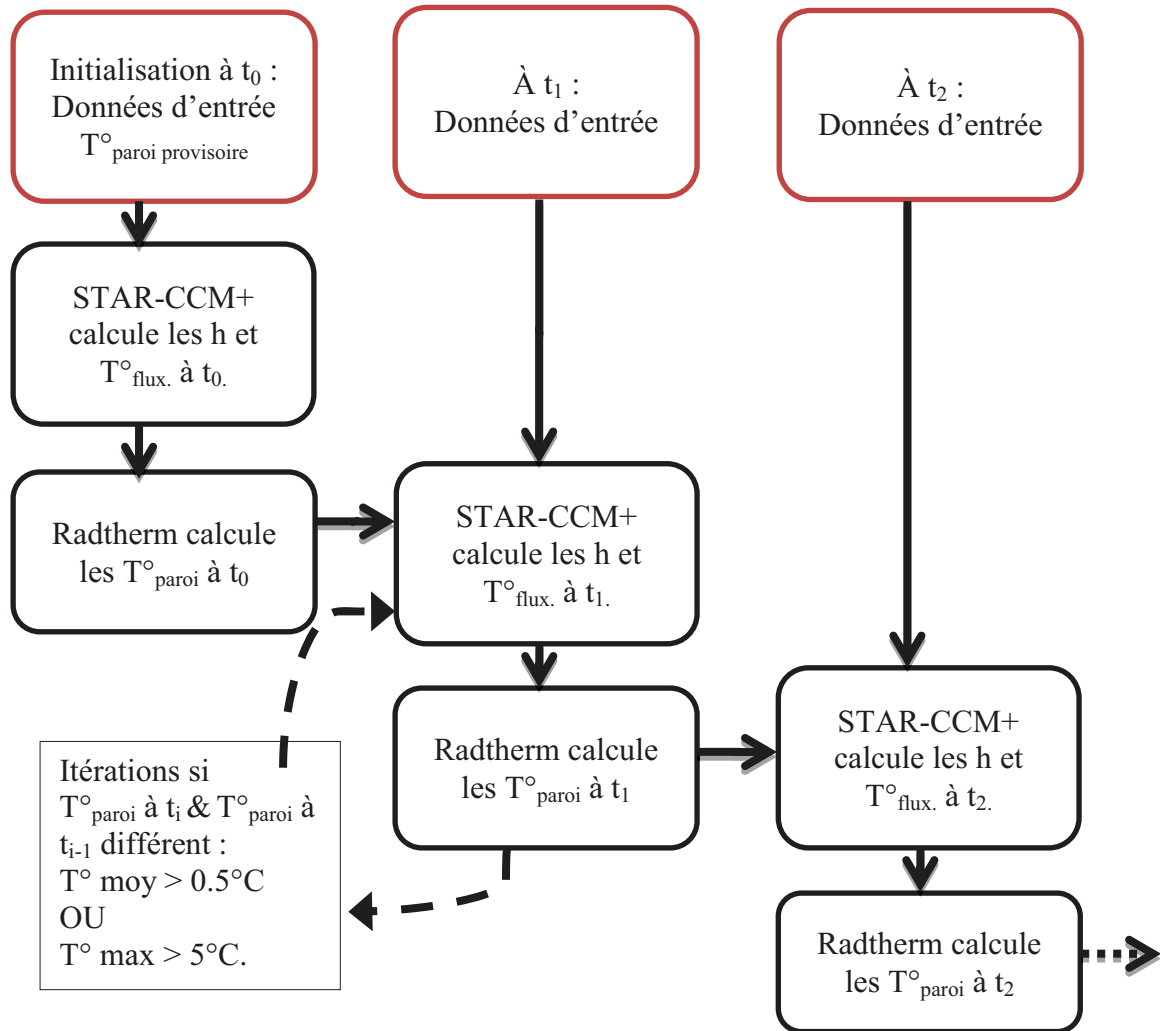 Initialisation à t₀ :
Données d'entrée
T°paroi provisoire
À t₁ :
Données d'entrée
À t₂ :
Données d'entrée
STAR-CCM+
calcule les h et
T°flux. à t₀.
Radtherm calcule
les T°paroi à t₀
STAR-CCM+
calcule les h et
T°flux. à t₁.
Radtherm calcule
les T°paroi à t₁
STAR-CCM+
calcule les h et
T°flux. à t₂.
Itérations si
T°paroi à tᵢ & T°paroi à
tᵢ₋₁ différent :
T° moy > 0.5°C
OU
T° max > 5°C.
Radtherm calcule
les T°paroi à t₂